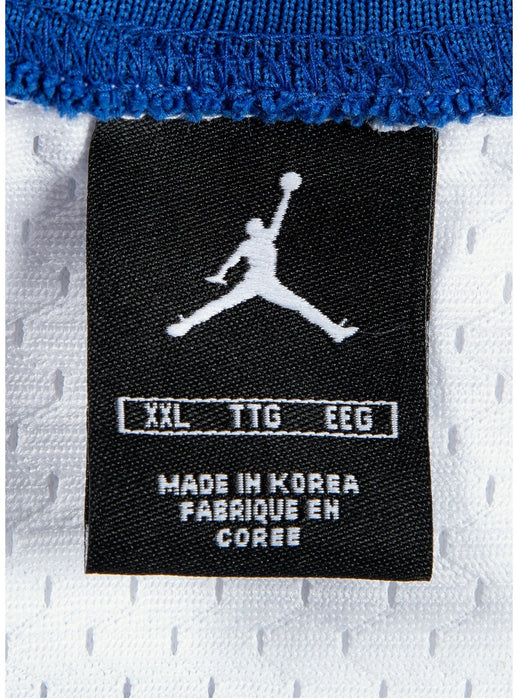 XXL TTG EEG
MADE IN KOREA
FABRIQUE EN
COREE